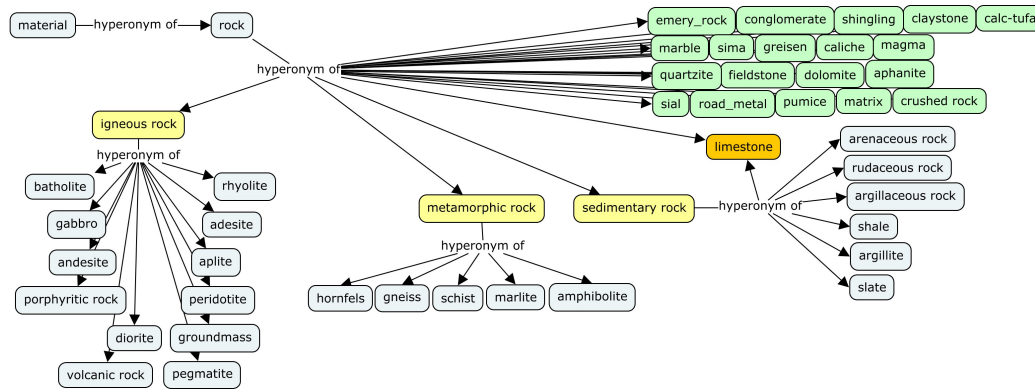 material hyperonym of rock
hyperonym of
emery_rock conglomerate shingling claystone calc-tufa
marble sima greisen caliche magma
quartzite fieldstone dolomite aphanite
sial road_metal pumice matrix crushed rock
igneous rock
hyperonym of
batholite rhyolite
gabbro adesite
andesite aplite
porphyritic rock peridotite
diorite groundmass
volcanic rock pegmatite
metamorphic rock
hyperonym of
hornfels gneiss schist marlite amphibolite
sedimentary rock hyperonym of
limestone
arenaceous rock
rudaceous rock
argillaceous rock
shale
argillite
slate